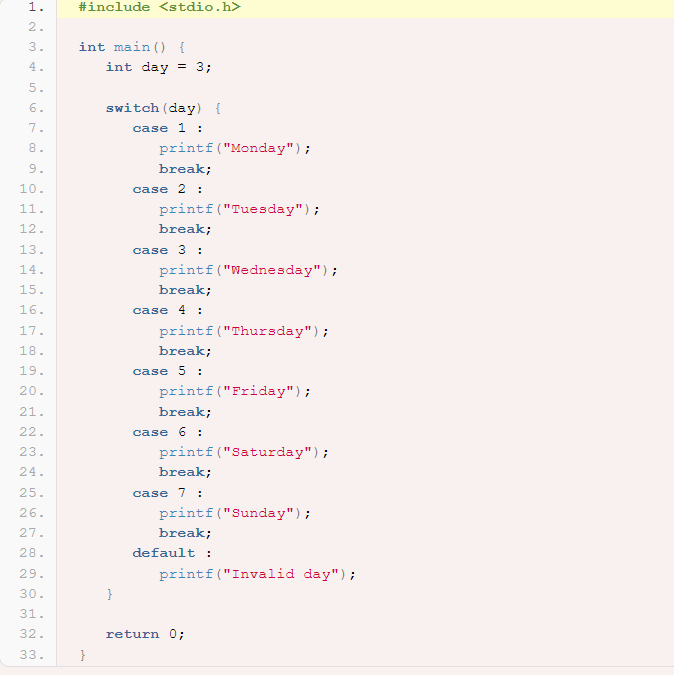 1. #include <stdio.h>
2.
3. int main() {
4.    int day = 3;
5.
6.    switch(day) {
7.       case 1 :
8.          printf("Monday");
9.          break;
10.       case 2 :
11.          printf("Tuesday");
12.          break;
13.       case 3 :
14.          printf("Wednesday");
15.          break;
16.       case 4 :
17.          printf("Thursday");
18.          break;
19.       case 5 :
20.          printf("Friday");
21.          break;
22.       case 6 :
23.          printf("Saturday");
24.          break;
25.       case 7 :
26.          printf("Sunday");
27.          break;
28.       default :
29.          printf("Invalid day");
30.    }
31.
32.    return 0;
33. }